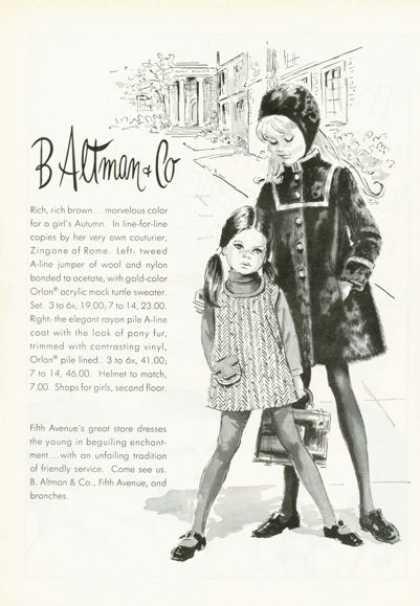 B Altman & Co
Rich, rich brown... marvelous color
for a girl's Autumn. In line-for-line
copies by her very own couturier,
Zingone of Rome. Left: tweed
A-line jumper of wool and nylon
bonded to acetate, with gold-color
Orlon® acrylic mock turtle sweater.
Set. 3 to 6x, 19.00; 7 to 14, 23.00.
Right: the elegant rayon pile A-line
coat with the look of pony fur,
trimmed with contrasting vinyl,
Orlon® pile lined. 3 to 6x, 41.00;
7 to 14, 46.00. Helmet to match,
7.00. Shops for girls, second floor.
Fifth Avenue's great store dresses
the young in beguiling enchant-
ment... with an unfailing tradition
of friendly service. Come see us.
B. Altman & Co., Fifth Avenue, and
branches.